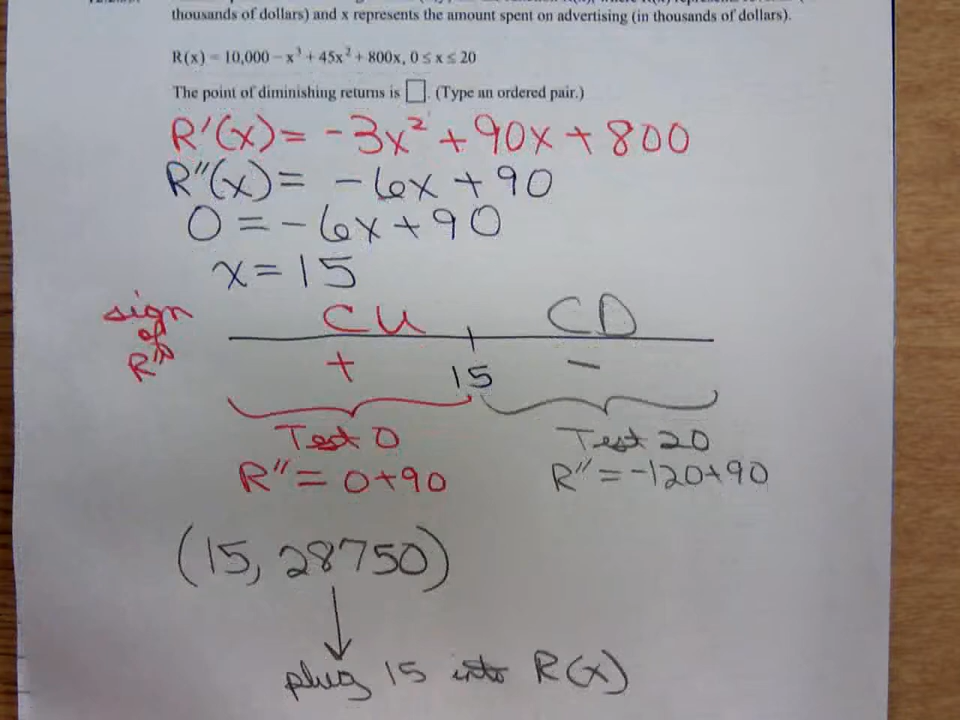 thousands of dollars) and x represents the amount spent on advertising (in thousands of dollars).
R(x) = 10,000 − x³ + 45x² + 800x, 0 ≤ x ≤ 20
The point of diminishing returns is □. (Type an ordered pair.)
R'(x) = -3x² + 90x + 800
R''(x) = -6x + 90
0 = -6x + 90
x = 15
sign of R''
CU CD
+ 15 −
Test 0 Test 20
R'' = 0+90 R'' = -120+90
(15, 28750)
plug 15 into R(x)